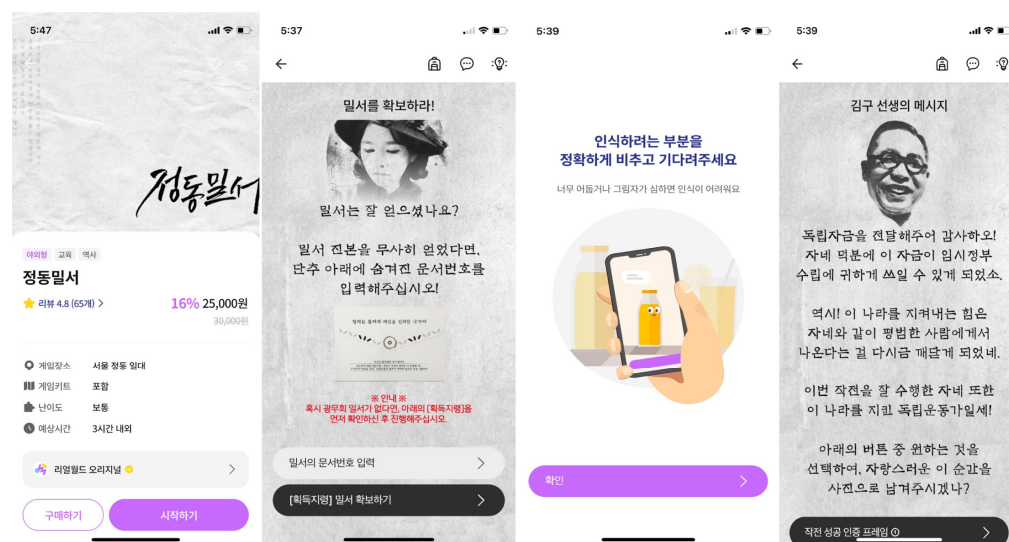 5:47
정동밀서
야외형 교육 역사
정동밀서
리뷰 4.8 (65개) >
16% 25,000원
30,000원
게임장소 서울 정동 일대
게임키트 포함
난이도 보통
예상시간 3시간 내외
리얼월드 오리지널
구매하기
시작하기
5:37
밀서를 확보하라!
밀서는 잘 얻으셨나요?
밀서 진본을 무사히 얻었다면,
단추 아래에 숨겨진 문서번호를
입력해주십시오!
※ 안내 ※
혹시 광무회 밀서가 없다면, 아래의 [획득지령]을
먼저 확인하신 후 진행해주십시오.
밀서의 문서번호 입력
[획득지령] 밀서 확보하기
5:39
인식하려는 부분을
정확하게 비추고 기다려주세요
너무 어둡거나 그림자가 심하면 인식이 어려워요
확인
5:39
김구 선생의 메시지
독립자금을 전달해주어 감사하오!
자네 덕분에 이 자금이 임시정부
수립에 귀하게 쓰일 수 있게 되었소.
역시! 이 나라를 지켜내는 힘은
자네와 같이 평범한 사람에게서
나온다는 걸 다시금 깨닫게 되었네.
이번 작전을 잘 수행한 자네 또한
이 나라를 지킨 독립운동가일세!
아래의 버튼 중 원하는 것을
선택하여, 자랑스러운 이 순간을
사진으로 남겨주시겠나?
작전 성공 인증 프레임